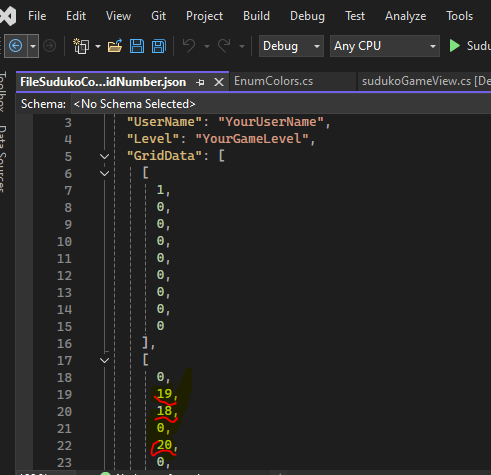 File Edit View Git Project Build Debug Test Analyze
Debug Any CPU
FileSudukoCo...idNumber.json EnumColors.cs sudukoGameView.cs [De
Schema: <No Schema Selected>
3 "UserName": "YourUserName",
4 "Level": "YourGameLevel",
5 "GridData": [
6 [
7 1,
8 0,
9 0,
10 0,
11 0,
12 0,
13 0,
14 0,
15 0
16 ],
17 [
18 0,
19 19,
20 18,
21 0,
22 20,
23 0,
Data Sources